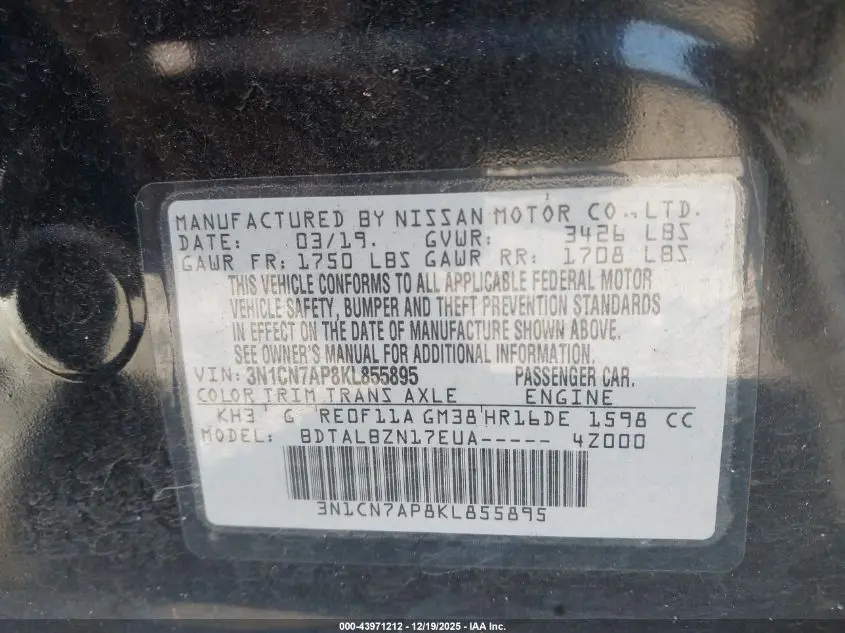 MANUFACTURED BY NISSAN MOTOR CO.,LTD.
DATE: 03/19. GVWR: 3426 LBS
GAWR FR: 1750 LBS GAWR RR: 1708 LBS
THIS VEHICLE CONFORMS TO ALL APPLICABLE FEDERAL MOTOR
VEHICLE SAFETY, BUMPER AND THEFT PREVENTION STANDARDS
IN EFFECT ON THE DATE OF MANUFACTURE SHOWN ABOVE.
SEE OWNER'S MANUAL FOR ADDITIONAL INFORMATION.
VIN: 3N1CN7AP8KL855895 PASSENGER CAR.
COLOR TRIM TRANS AXLE ENGINE
KH3 G RE0F11A GM38 HR16DE 1598 CC
MODEL: BDTALBZN17EUA----- 4Z000
3N1CN7AP8KL855895
000-43971212 - 12/19/2025 - IAA Inc.